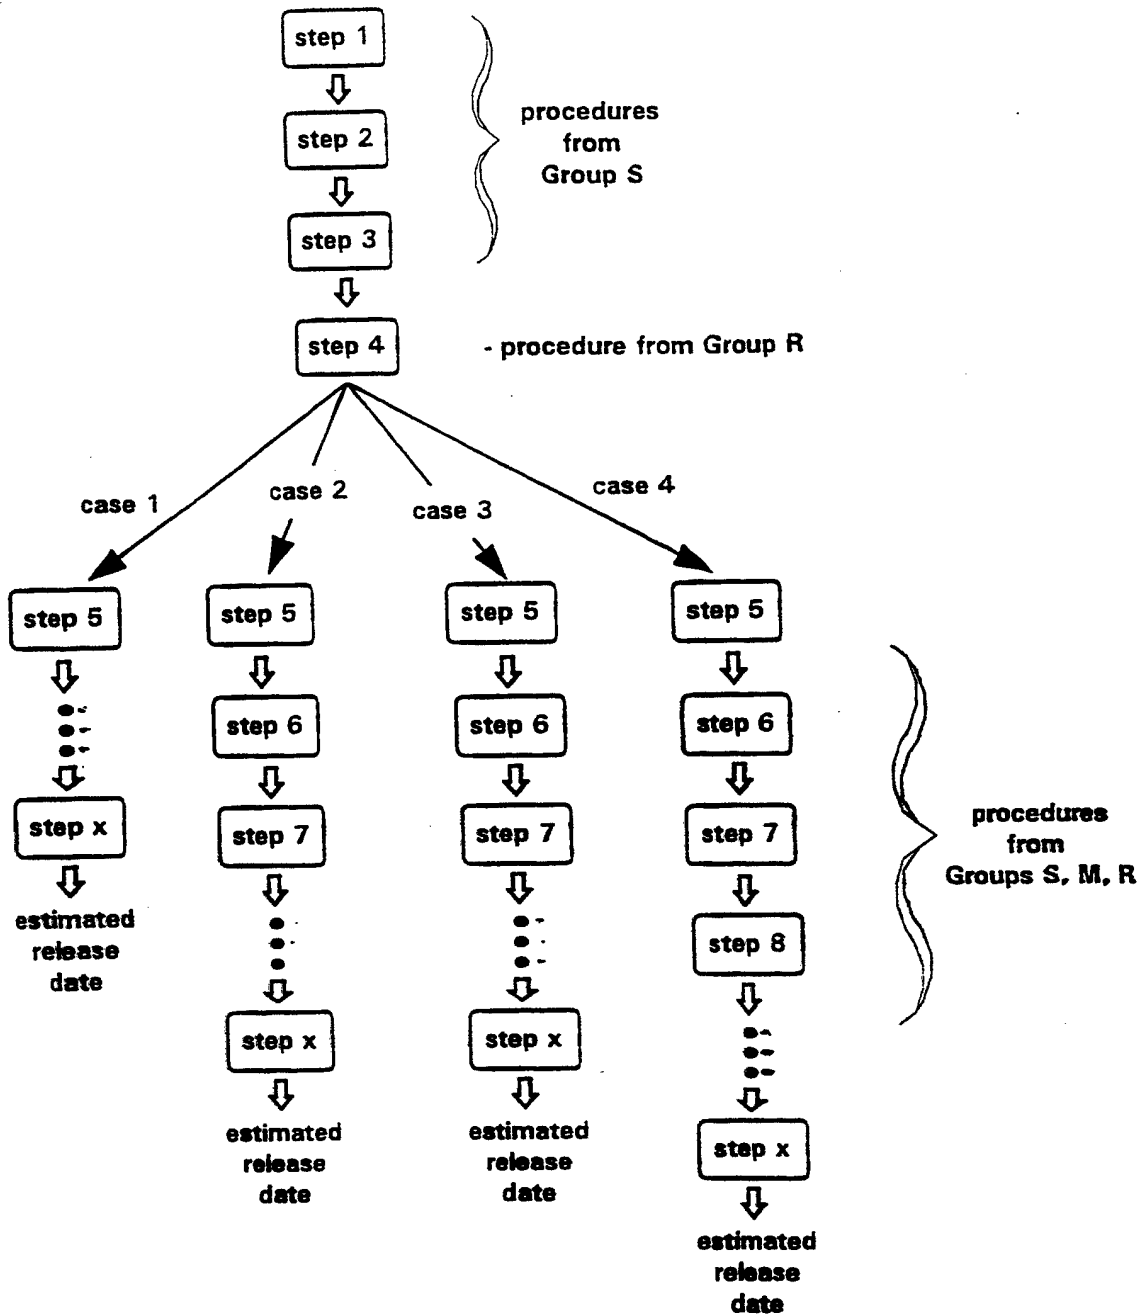 step 1
step 2
procedures
from
Group S
step 3
step 4
- procedure from Group R
case 1
case 2
case 3
case 4
step 5
step 5
step 5
step 5
step 6
step 6
step 6
step x
step 7
step 7
step 7
procedures
from
Groups S, M, R
estimated
release
date
step 8
step x
step x
estimated
release
date
estimated
release
date
step x
estimated
release
date